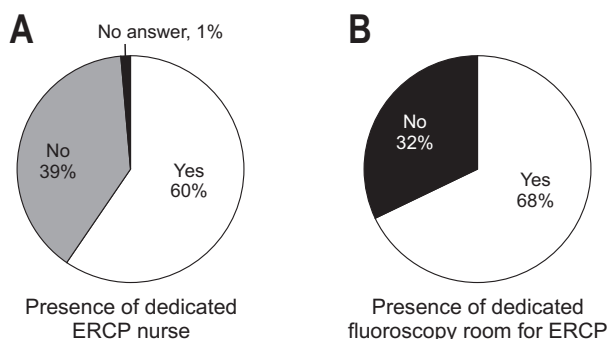 A
No answer, 1%
No
39%
Yes
60%
Presence of dedicated
ERCP nurse
B
No
32%
Yes
68%
Presence of dedicated
fluoroscopy room for ERCP